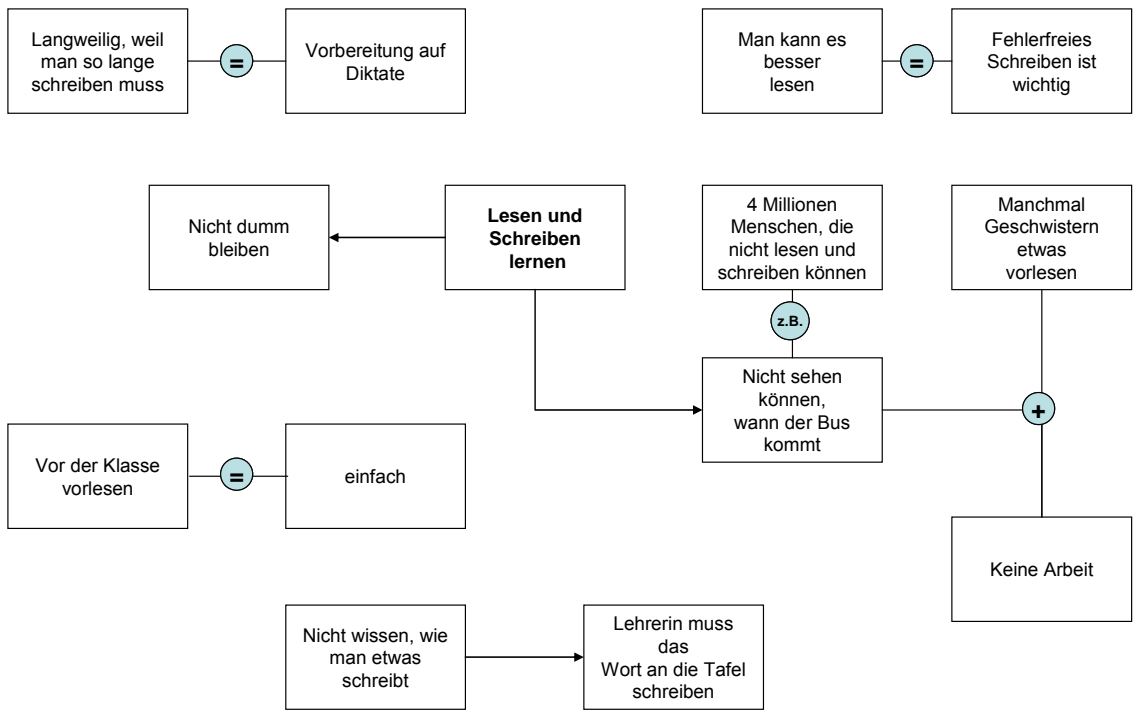 Langweilig, weil
man so lange
schreiben muss
=
Vorbereitung auf
Diktate
Man kann es
besser
lesen
=
Fehlerfreies
Schreiben ist
wichtig
Nicht dumm
bleiben
Lesen und
Schreiben
lernen
4 Millionen
Menschen, die
nicht lesen und
schreiben können
Manchmal
Geschwistern
etwas
vorlesen
z.B.
Nicht sehen
können,
wann der Bus
kommt
+
Vor der Klasse
vorlesen
=
einfach
Keine Arbeit
Nicht wissen, wie
man etwas
schreibt
Lehrerin muss
das
Wort an die Tafel
schreiben